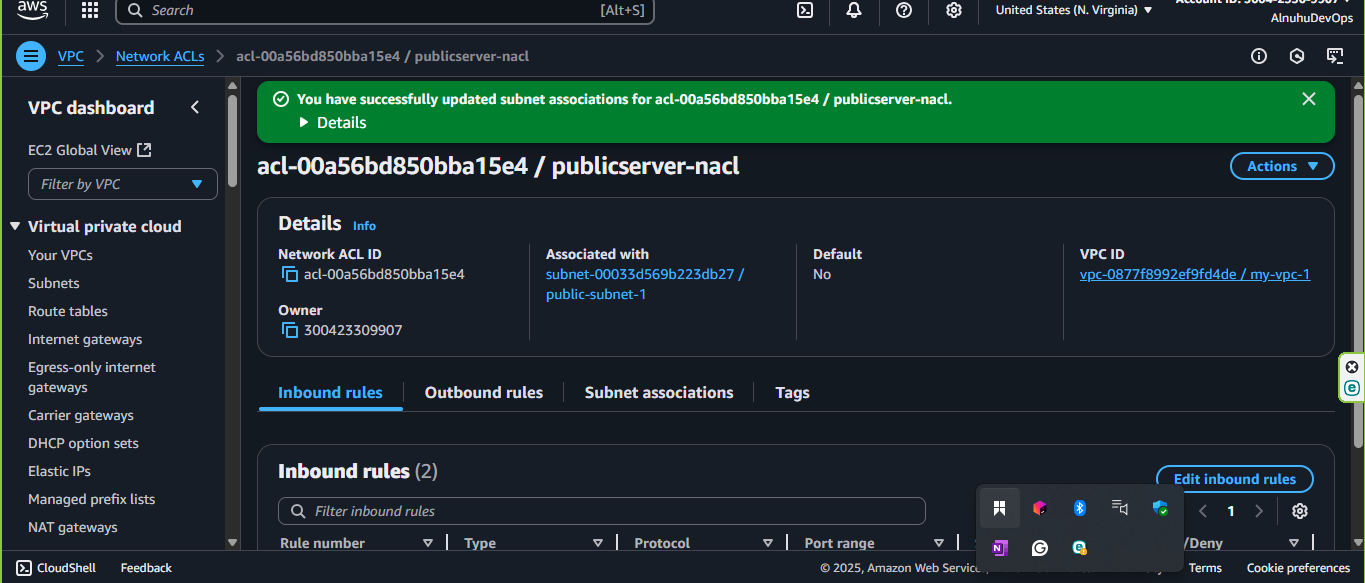 aws
Search
[Alt+S]
United States (N. Virginia)
AlnuhuDevOps
VPC
Network ACLs
acl-00a56bd850bba15e4 / publicserver-nacl
VPC dashboard
EC2 Global View
Filter by VPC
Virtual private cloud
Your VPCs
Subnets
Route tables
Internet gateways
Egress-only internet
gateways
Carrier gateways
DHCP option sets
Elastic IPs
Managed prefix lists
NAT gateways
You have successfully updated subnet associations for acl-00a56bd850bba15e4 / publicserver-nacl.
Details
acl-00a56bd850bba15e4 / publicserver-nacl
Actions
Details
Info
Network ACL ID
acl-00a56bd850bba15e4
Owner
300423309907
Associated with
subnet-00033d569b223db27 /
public-subnet-1
Default
No
VPC ID
vpc-0877f8992ef9fd4de / my-vpc-1
Inbound rules
Outbound rules
Subnet associations
Tags
Inbound rules (2)
Edit inbound rules
Filter inbound rules
1
Rule number
Type
Protocol
Port range
/Deny
CloudShell
Feedback
© 2025, Amazon Web
Terms
Cookie preferences